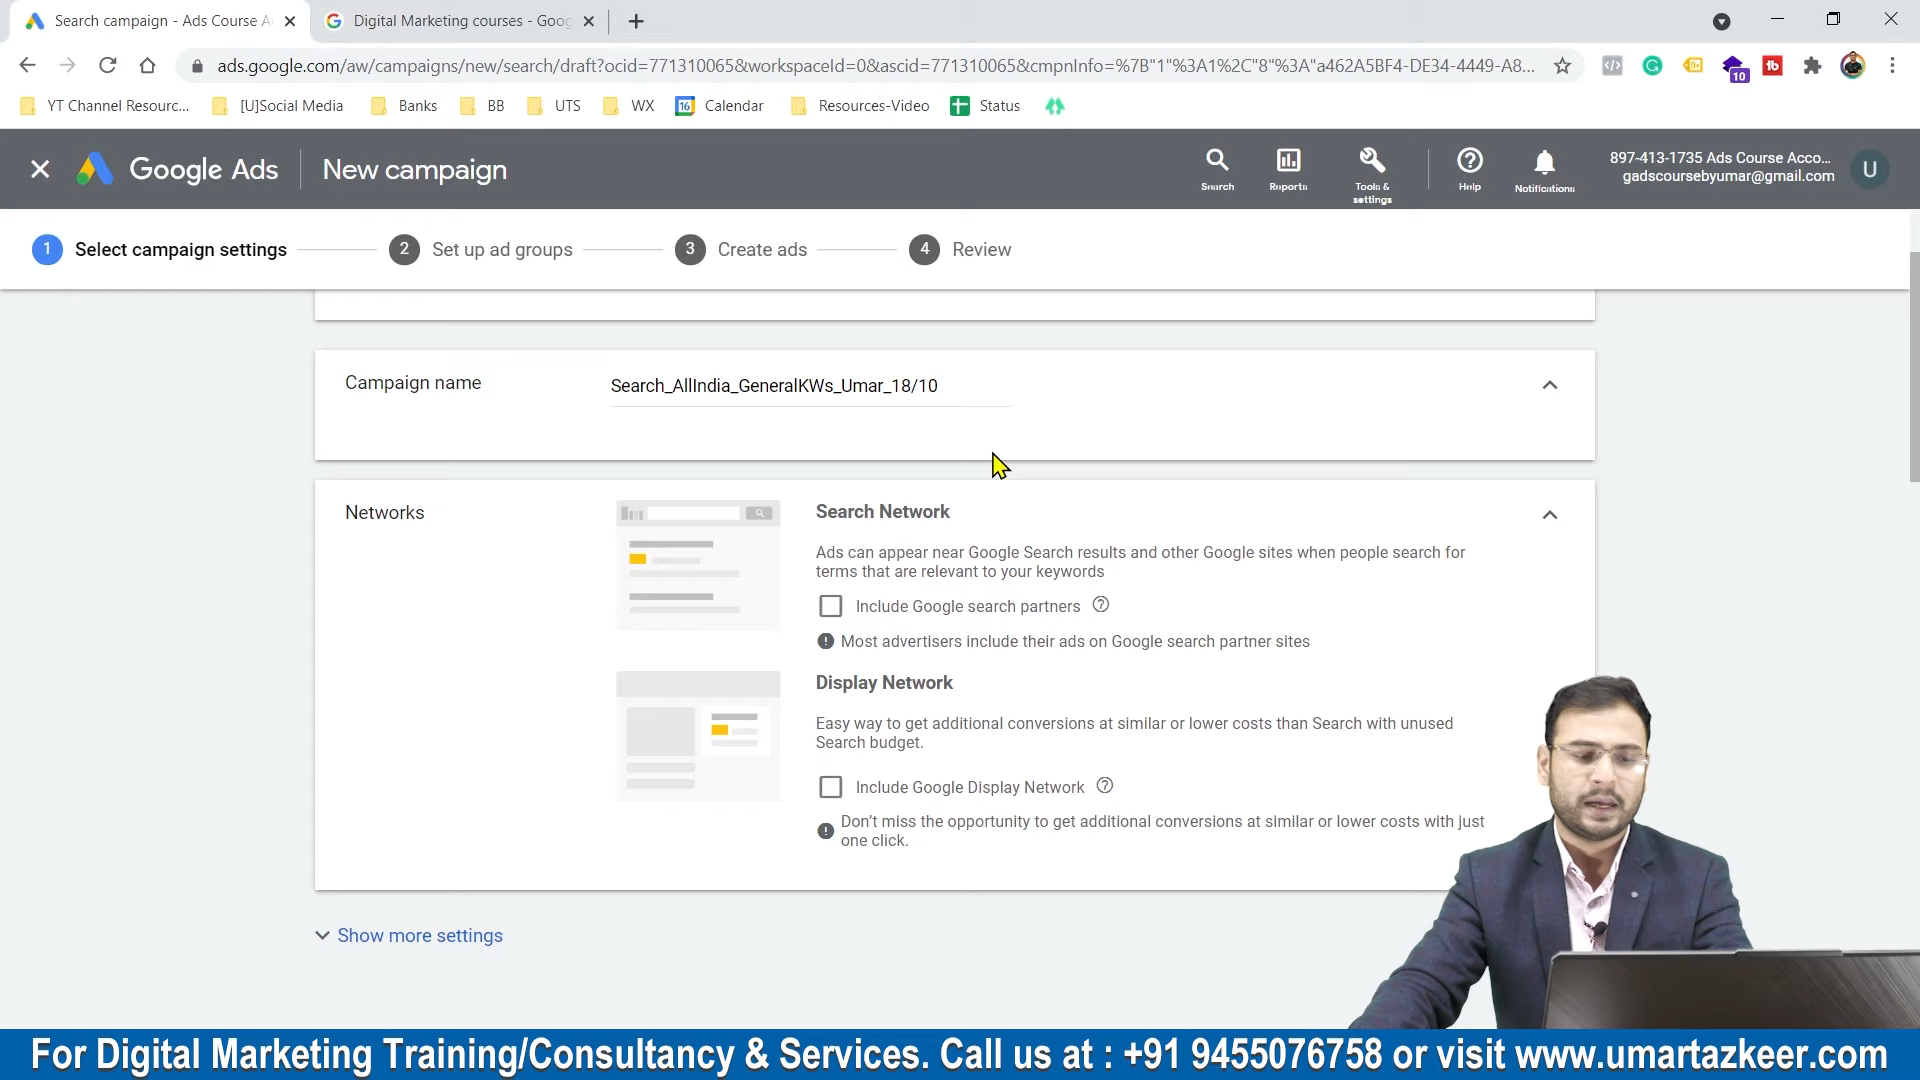 Search campaign - Ads Course A
Digital Marketing courses - Goog
ads.google.com/aw/campaigns/new/search/draft?ocid=771310065&workspaceId=0&ascid=771310065&cmpnInfo=%7B"1"%3A1%2C"8"%3A"a462A5BF4-DE34-4449-A8...
10
YT Channel Resourc...
[U]Social Media
Banks
BB
UTS
WX
16
Calendar
Resources-Video
Status
Google Ads
New campaign
Search
Reports
Tools &
settings
Help
Notifications
897-413-1735 Ads Course Acco...
gadscoursebyumar@gmail.com
U
1 Select campaign settings
2 Set up ad groups
3 Create ads
4 Review
Campaign name
Search_AllIndia_GeneralKWs_Umar_18/10
Networks
Search Network
Ads can appear near Google Search results and other Google sites when people search for
terms that are relevant to your keywords
Include Google search partners
Most advertisers include their ads on Google search partner sites
Display Network
Easy way to get additional conversions at similar or lower costs than Search with unused
Search budget.
Include Google Display Network
Don't miss the opportunity to get additional conversions at similar or lower costs with just
one click.
Show more settings
For Digital Marketing Training/Consultancy & Services. Call us at : +91 9455076758 or visit www.umartazkeer.com